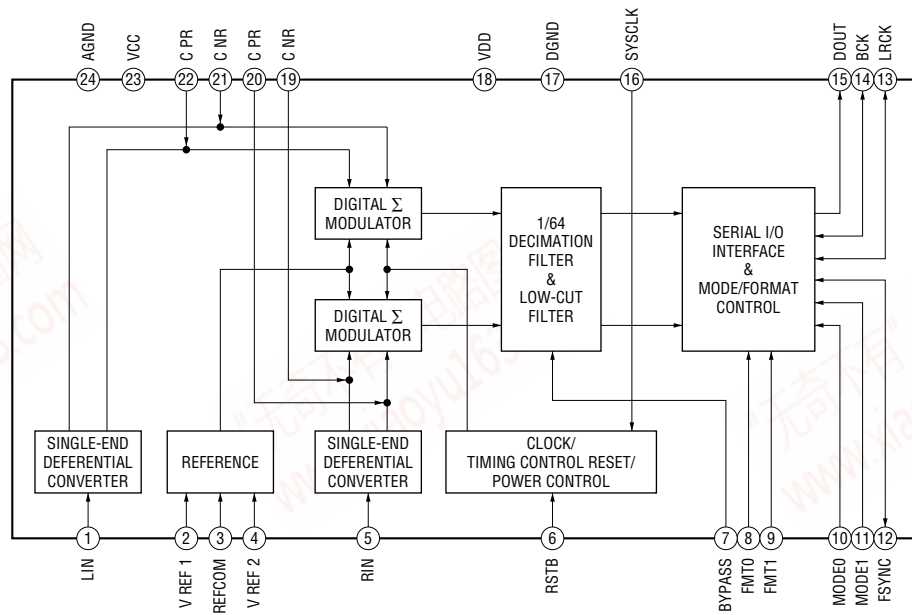 AGND
VCC
C PR
C NR
C PR
C NR
VDD
DGND
SYSCLK
DOUT
BCK
LRCK
24
23
22
21
20
19
18
17
16
15
14
13
DIGITAL Σ
MODULATOR
1/64
DECIMATION
FILTER
&
LOW-CUT
FILTER
SERIAL I/O
INTERFACE
&
MODE/FORMAT
CONTROL
DIGITAL Σ
MODULATOR
SINGLE-END
DEFERENTIAL
CONVERTER
REFERENCE
SINGLE-END
DEFERENTIAL
CONVERTER
CLOCK/
TIMING CONTROL RESET/
POWER CONTROL
1
2
3
4
5
6
7
8
9
10
11
12
LIN
V REF 1
REFCOM
V REF 2
RIN
RSTB
BYPASS
FMT0
FMT1
MODE0
MODE1
FSYNC